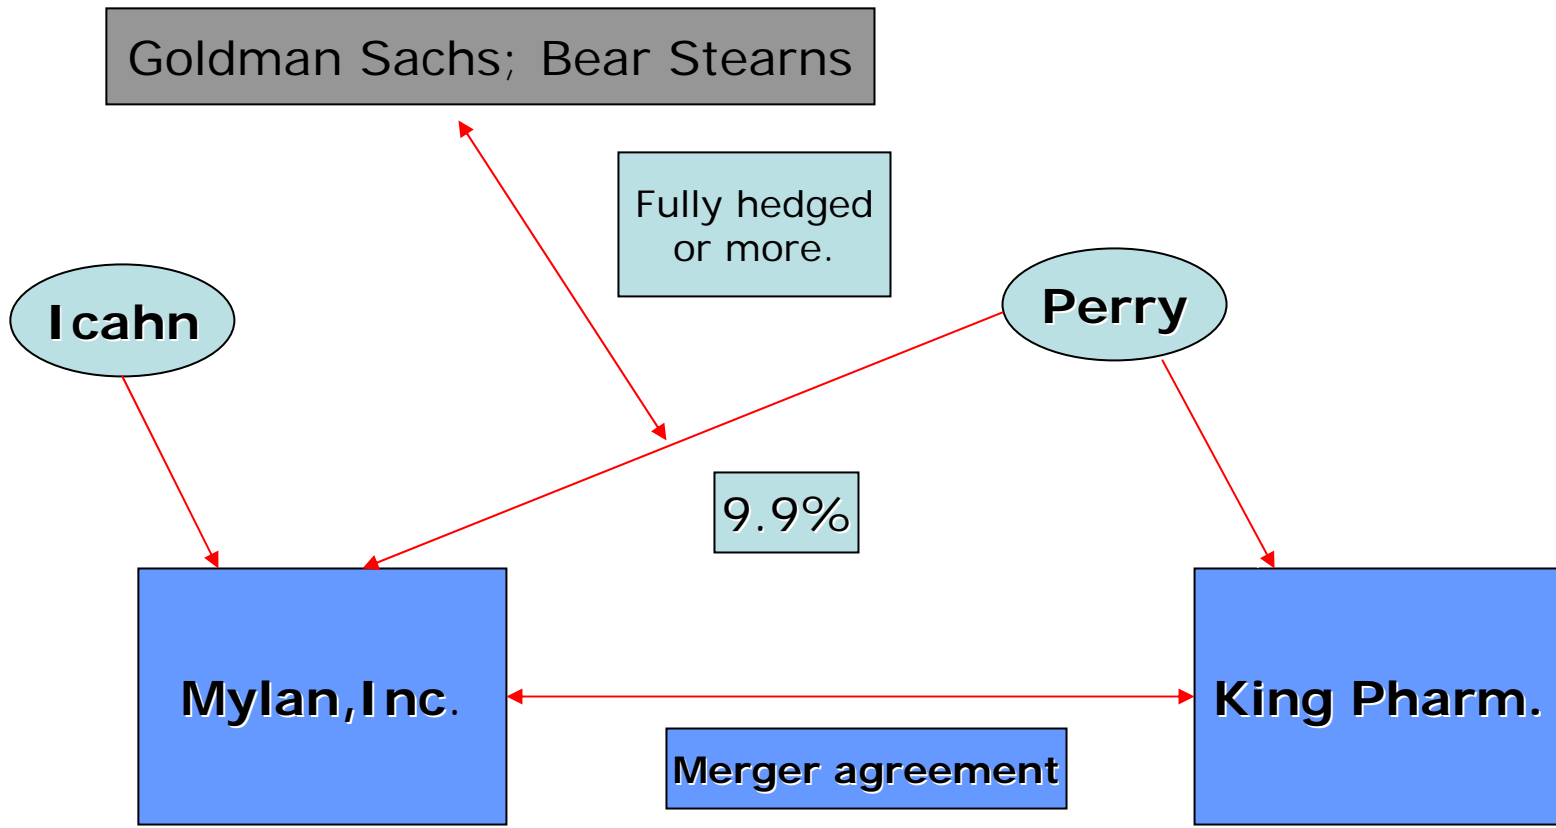 Goldman Sachs; Bear Stearns
Fully hedged
or more.
Icahn
Perry
9.9%
Mylan,Inc.
King Pharm.
Merger agreement